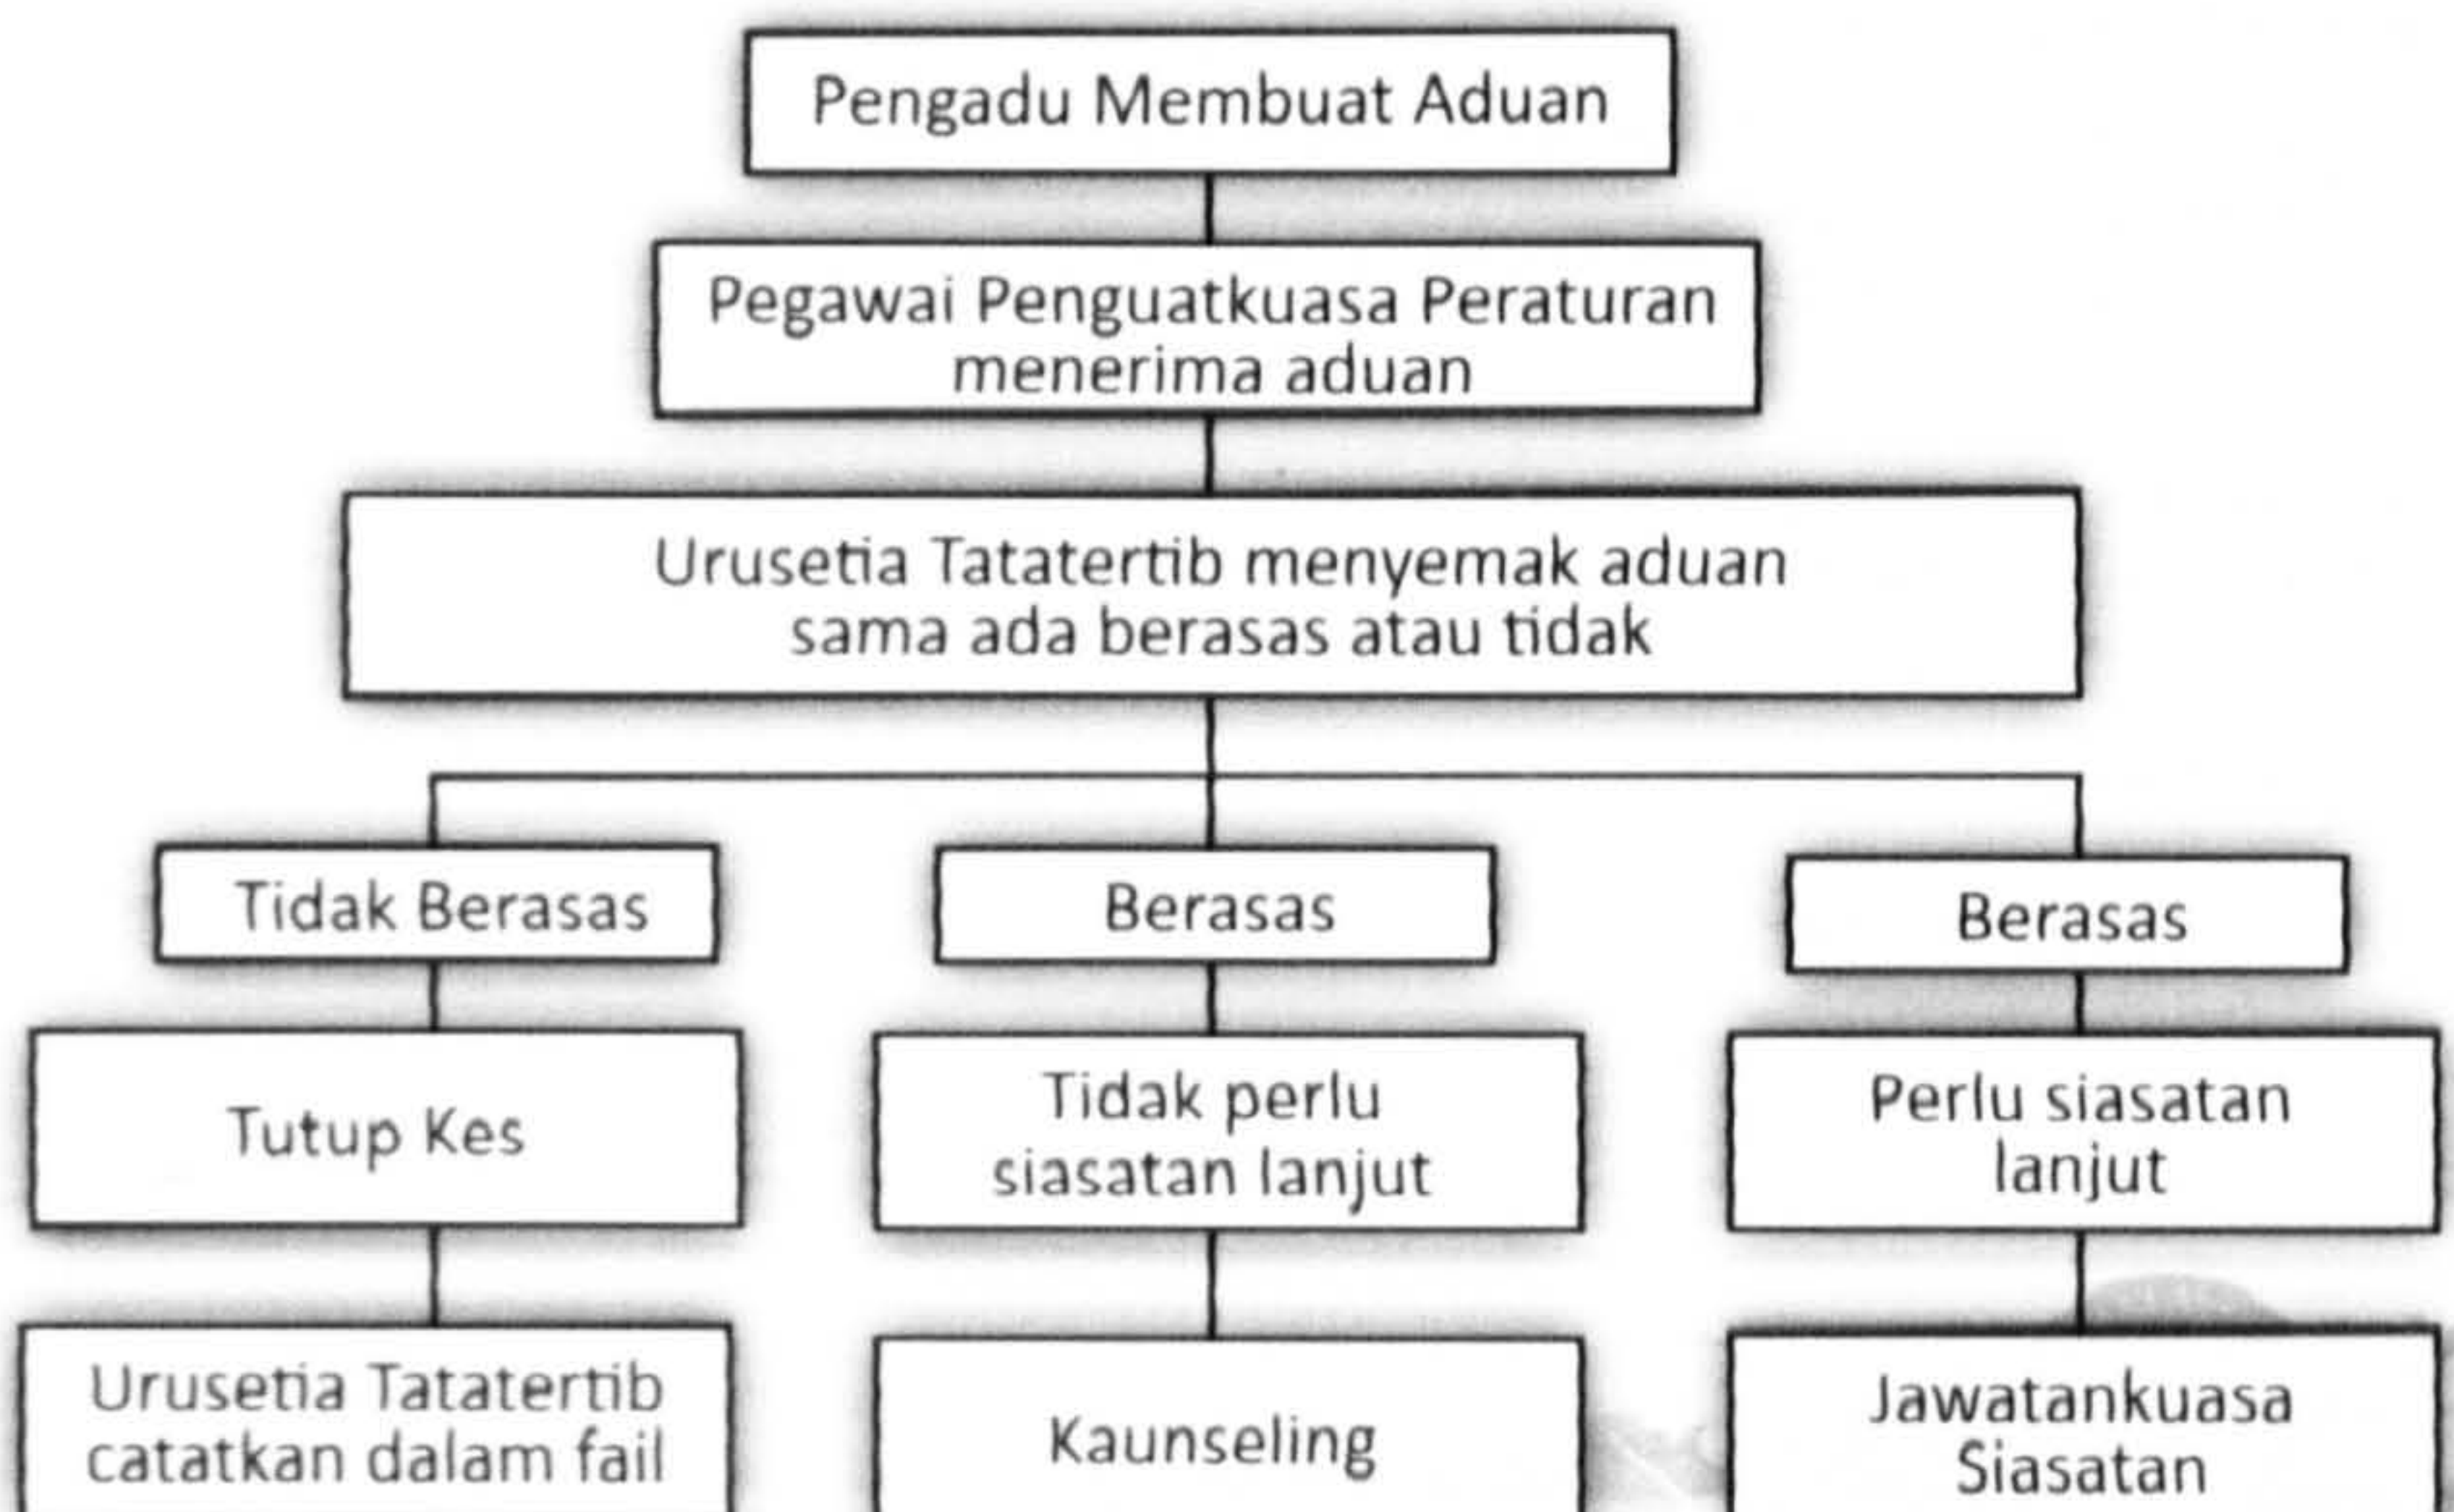 Pengadu Membuat Aduan
Pegawai Penguatkuasa Peraturan
menerima aduan
Urusetia Tatatertib menyemak aduan
sama ada berasas atau tidak
Tidak Berasas
Berasas
Berasas
Tutup Kes
Tidak perlu
siasatan lanjut
Perlu siasatan
lanjut
Urusetia Tatatertib
catatkan dalam fail
Kaunseling
Jawatankuasa
Siasatan